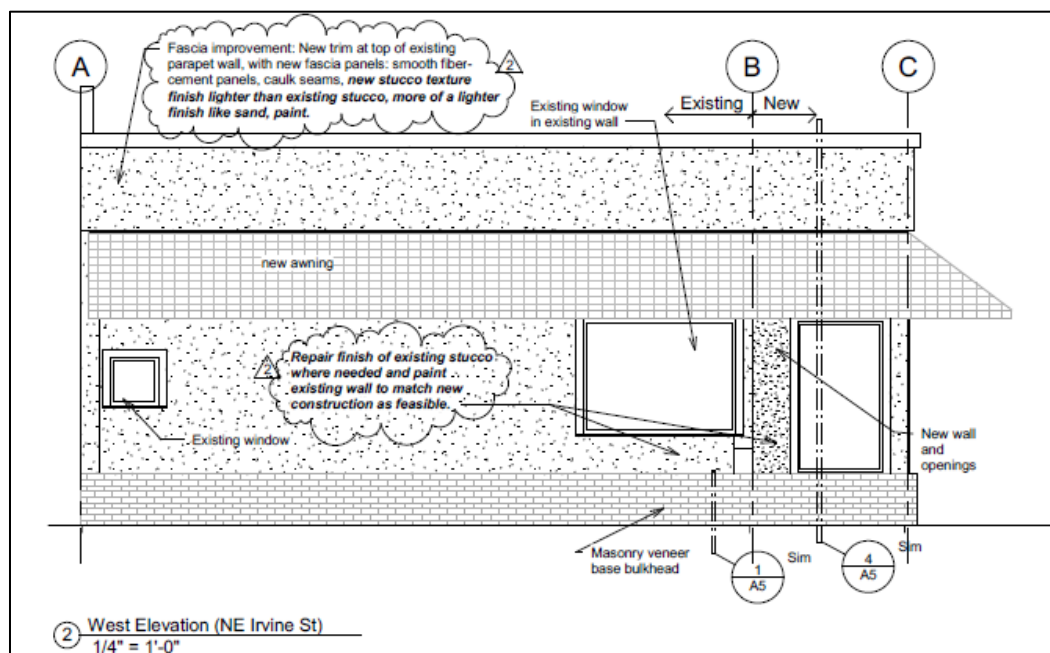 A
Fascia improvement: New trim at top of existing
parapet wall, with new fascia panels: smooth fiber-
cement panels, caulk seams, new stucco texture
finish lighter than existing stucco, more of a lighter
finish like sand, paint.
2
B
C
Existing New
Existing window
in existing wall
new awning
2
Repair finish of existing stucco
where needed and paint
existing wall to match new
construction as feasible.
Existing window
New wall
and
openings
Masonry veneer
base bulkhead
1
A5
Sim
4
A5
Sim
2 West Elevation (NE Irvine St)
1/4" = 1'-0"